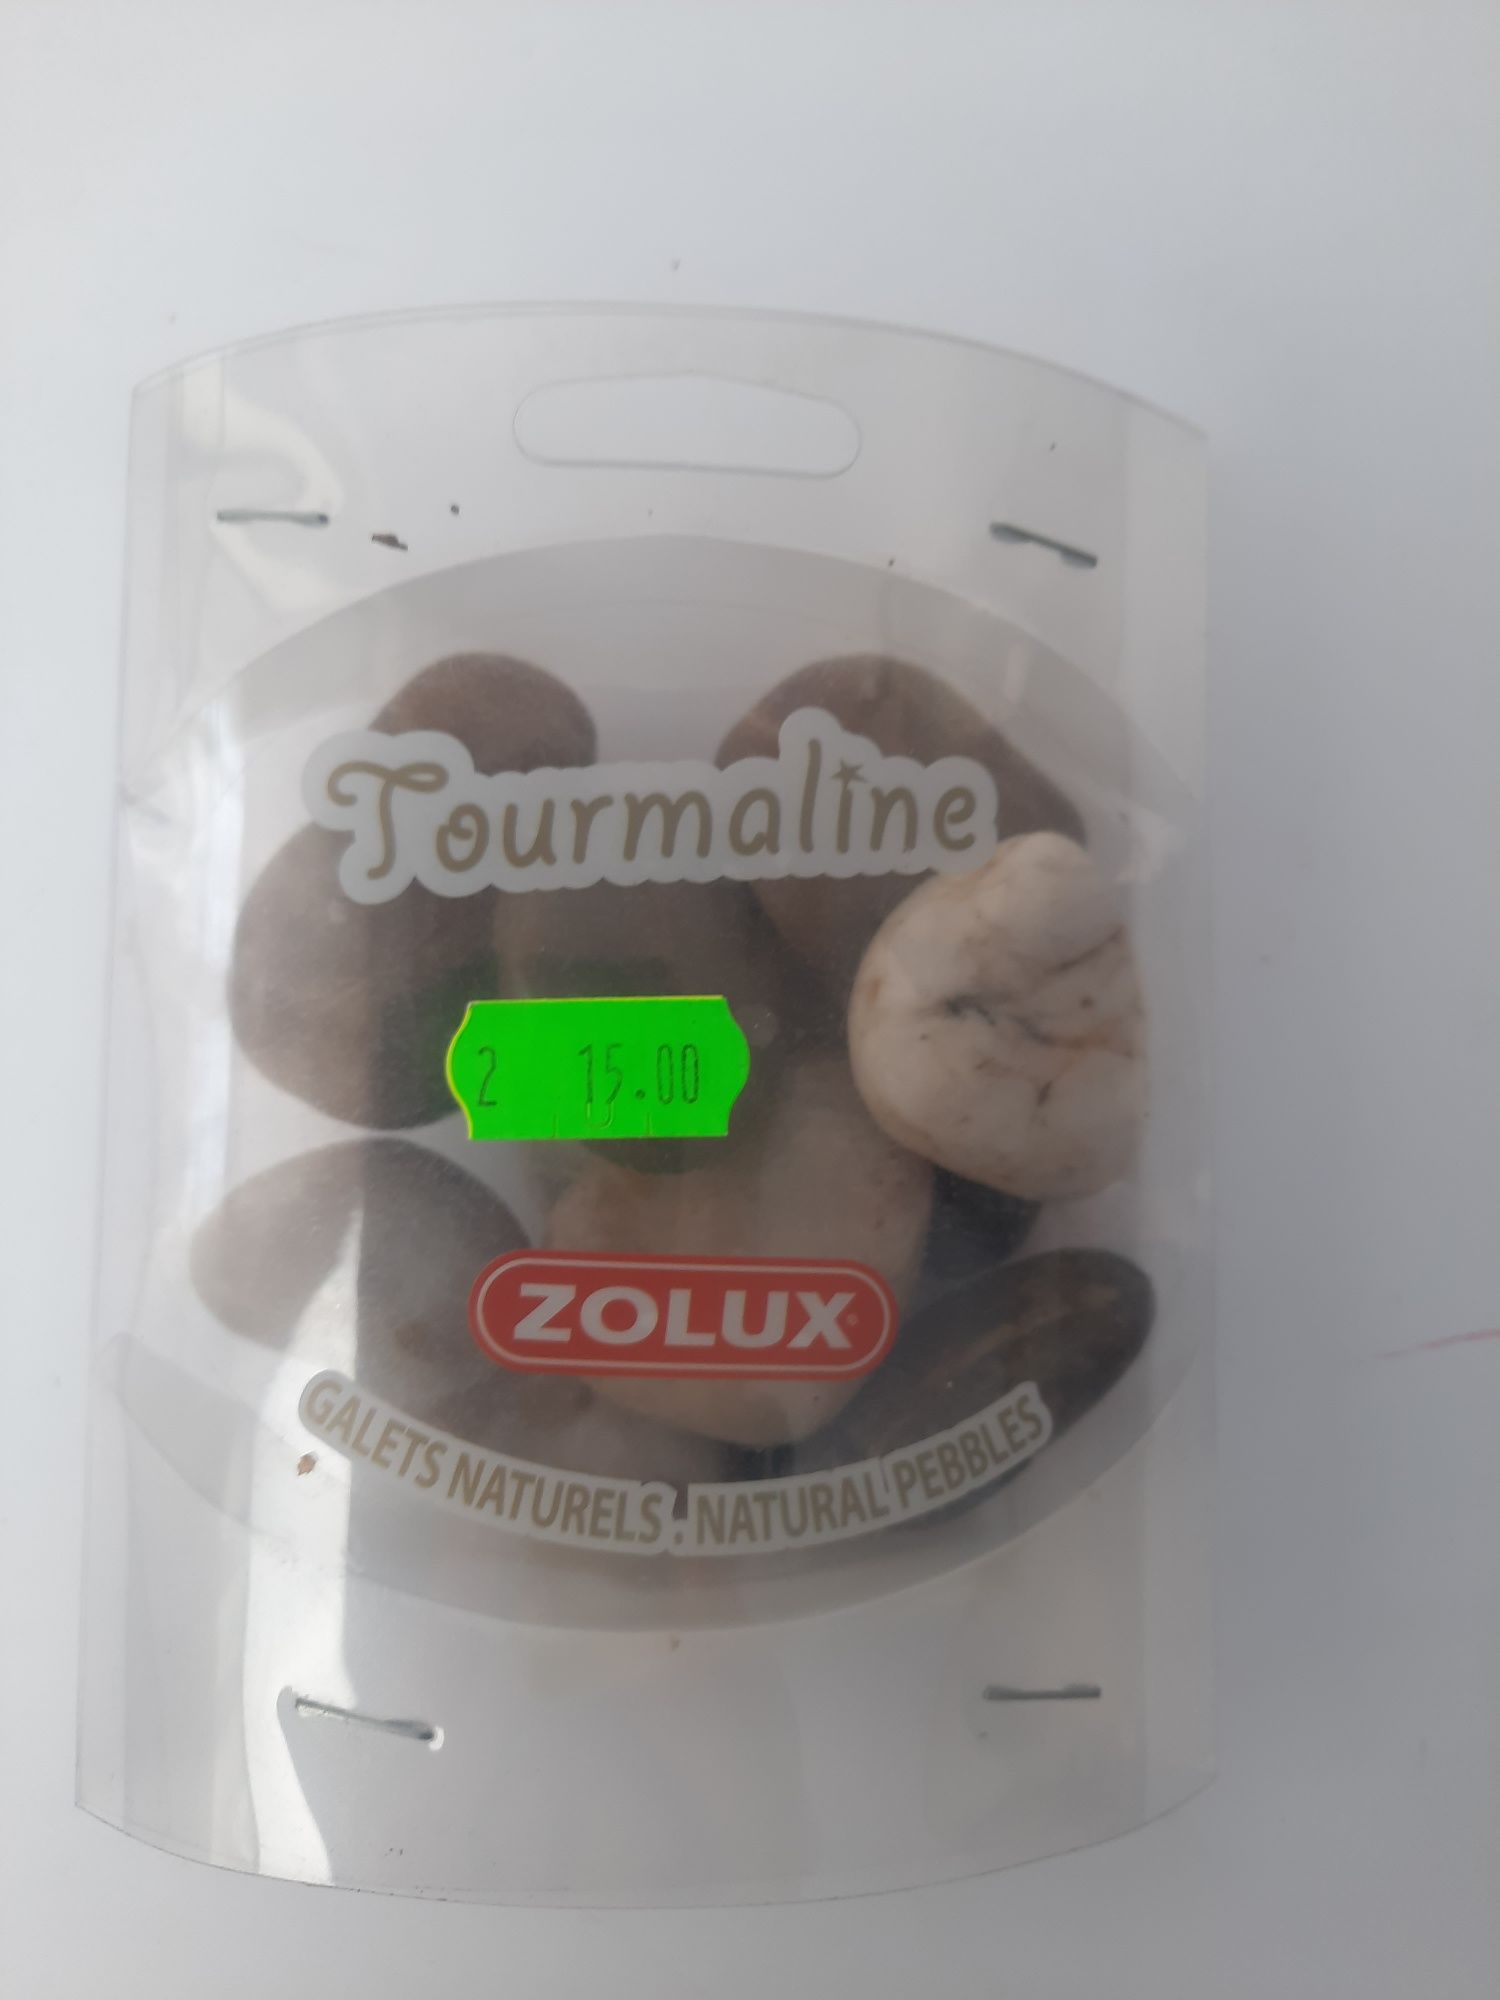 Tourmaline
2 15.00
ZOLUX®
GALETS NATURELS . NATURAL PEBBLES